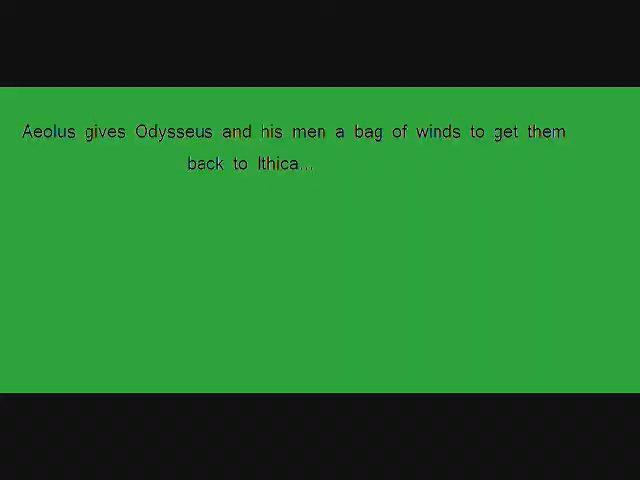 Aeolus gives Odysseus and his men a bag of winds to get them
back to Ithica...